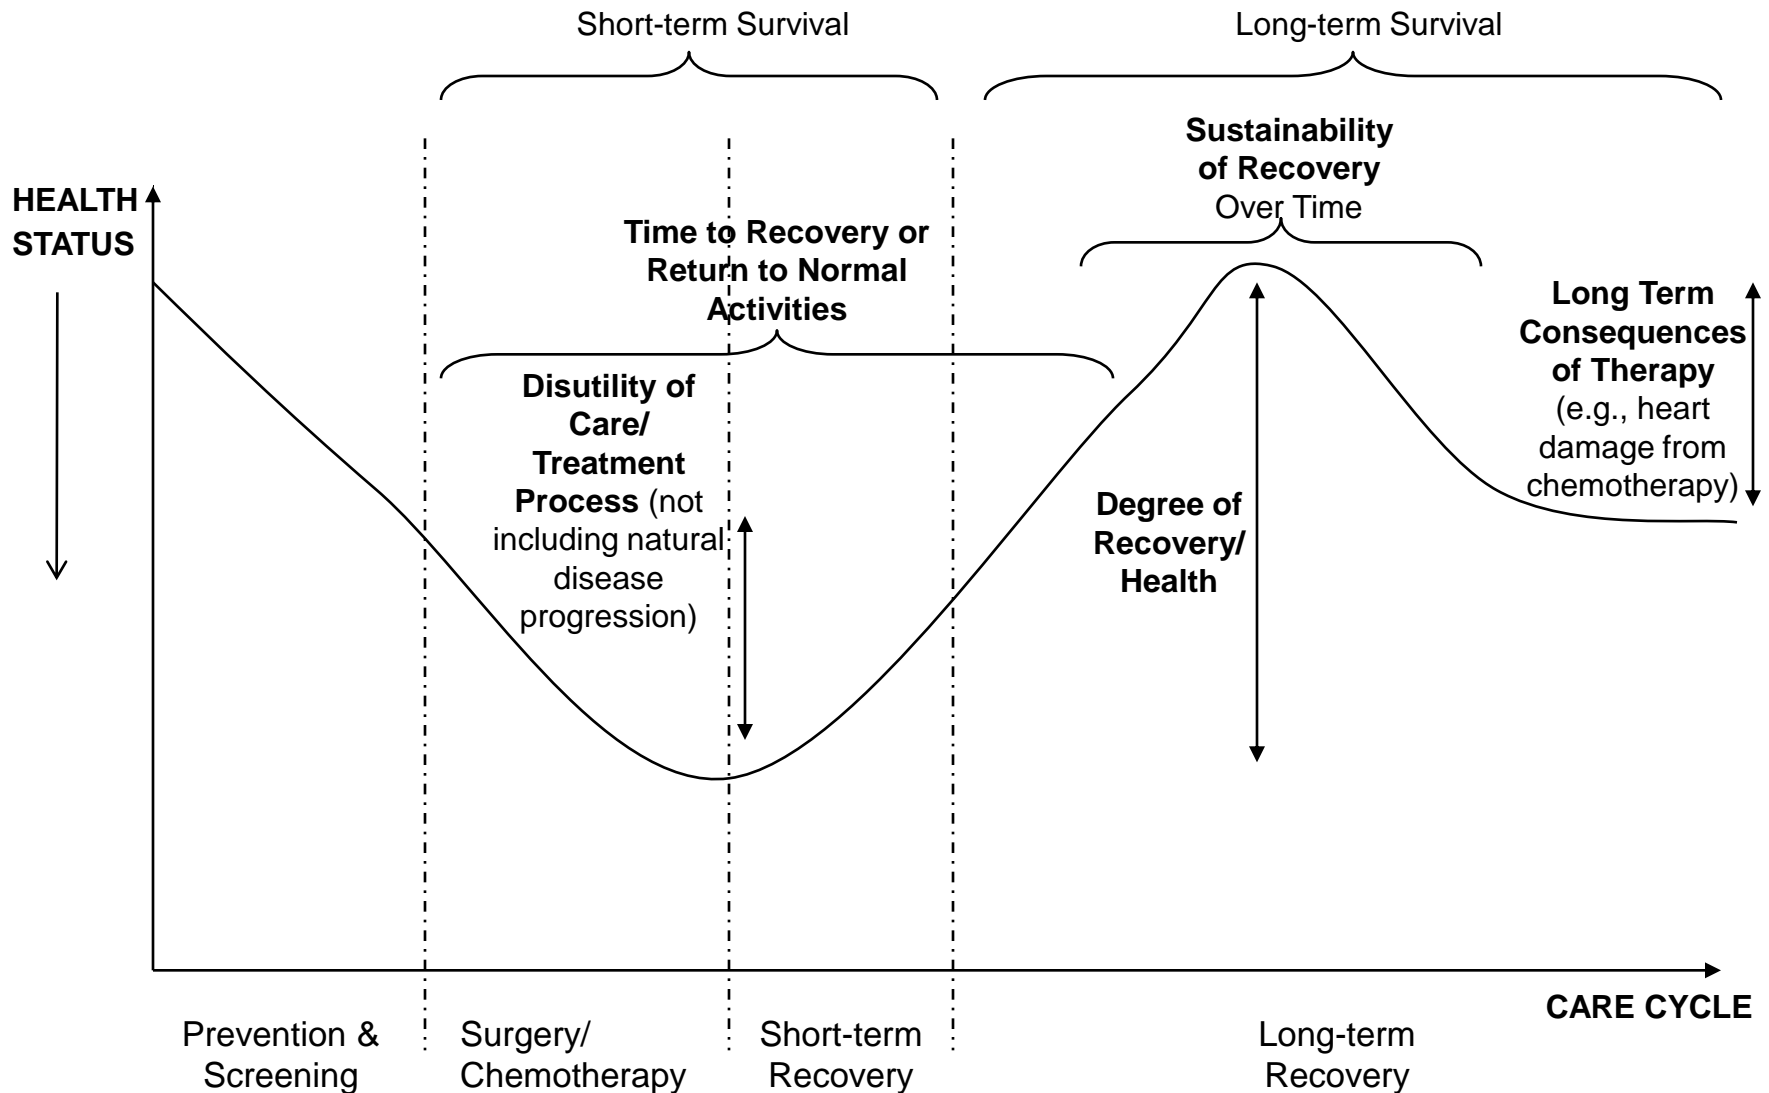 Short-term Survival
Long-term Survival
Sustainability
of Recovery
Over Time
HEALTH
STATUS
Time to Recovery or
Return to Normal
Activities
Long Term
Consequences
of Therapy
(e.g., heart
damage from
chemotherapy)
Disutility of
Care/
Treatment
Process (not
including natural
disease
progression)
Degree of
Recovery/
Health
CARE CYCLE
Prevention &
Screening
Surgery/
Chemotherapy
Short-term
Recovery
Long-term
Recovery